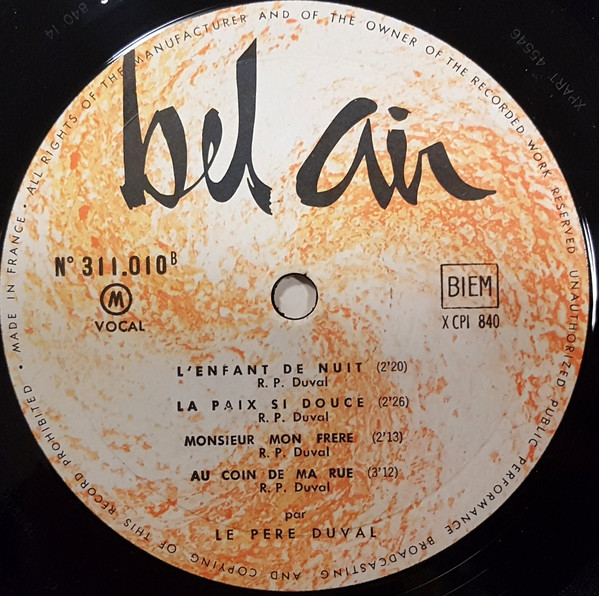 ALL RIGHTS OF THE MANUFACTURER AND OF THE OWNER OF THE RECORDED WORK RESERVED UNAUTHORIZED PUBLIC PERFORMANCE BROADCASTING AND COPYING OF THIS RECORD PROHIBITED • MADE IN FRANCE •
bel air
N° 311.010 B
M
VOCAL
BIEM
X CPI 840
L'ENFANT DE NUIT (2'20)
R. P. Duval
LA PAIX SI DOUCE (2'26)
R. P. Duval
MONSIEUR MON FRERE (2'13)
R. P. Duval
AU COIN DE MA RUE (3'12)
R. P. Duval
par
LE PERE DUVAL
XPART 45546